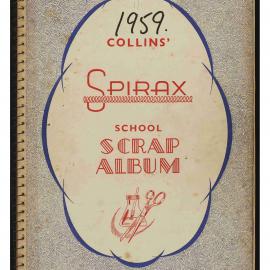 1959.
COLLINS'
SPIRAX
SCHOOL
SCRAP
ALBUM